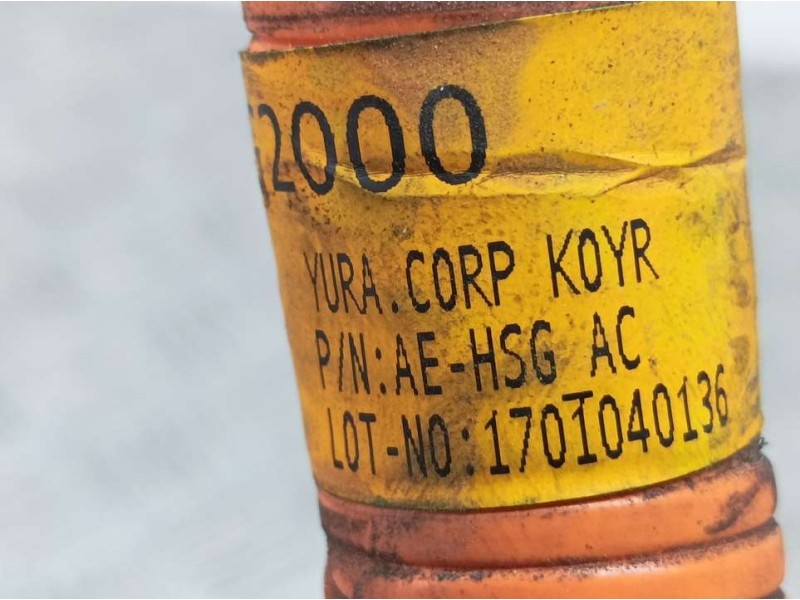 2000
YURA.CORP KOYR
P/N:AE-HSG AC
LOT-NO:1701040136